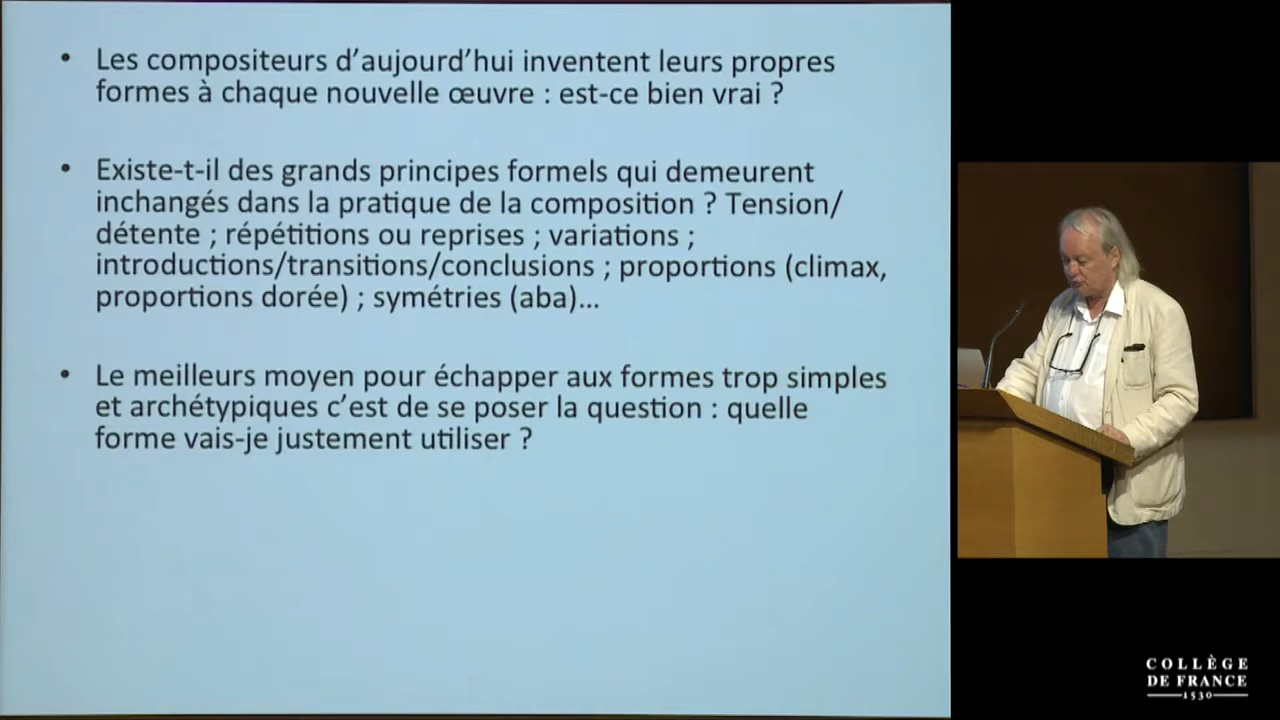 • Les compositeurs d’aujourd’hui inventent leurs propres
formes à chaque nouvelle œuvre : est-ce bien vrai ?
• Existe-t-il des grands principes formels qui demeurent
inchangés dans la pratique de la composition ? Tension/
détente ; répétitions ou reprises ; variations ;
introductions/transitions/conclusions ; proportions (climax,
proportions dorée) ; symétries (aba)…
• Le meilleurs moyen pour échapper aux formes trop simples
et archétypiques c’est de se poser la question : quelle
forme vais-je justement utiliser ?
COLLÈGE
DE FRANCE
1530